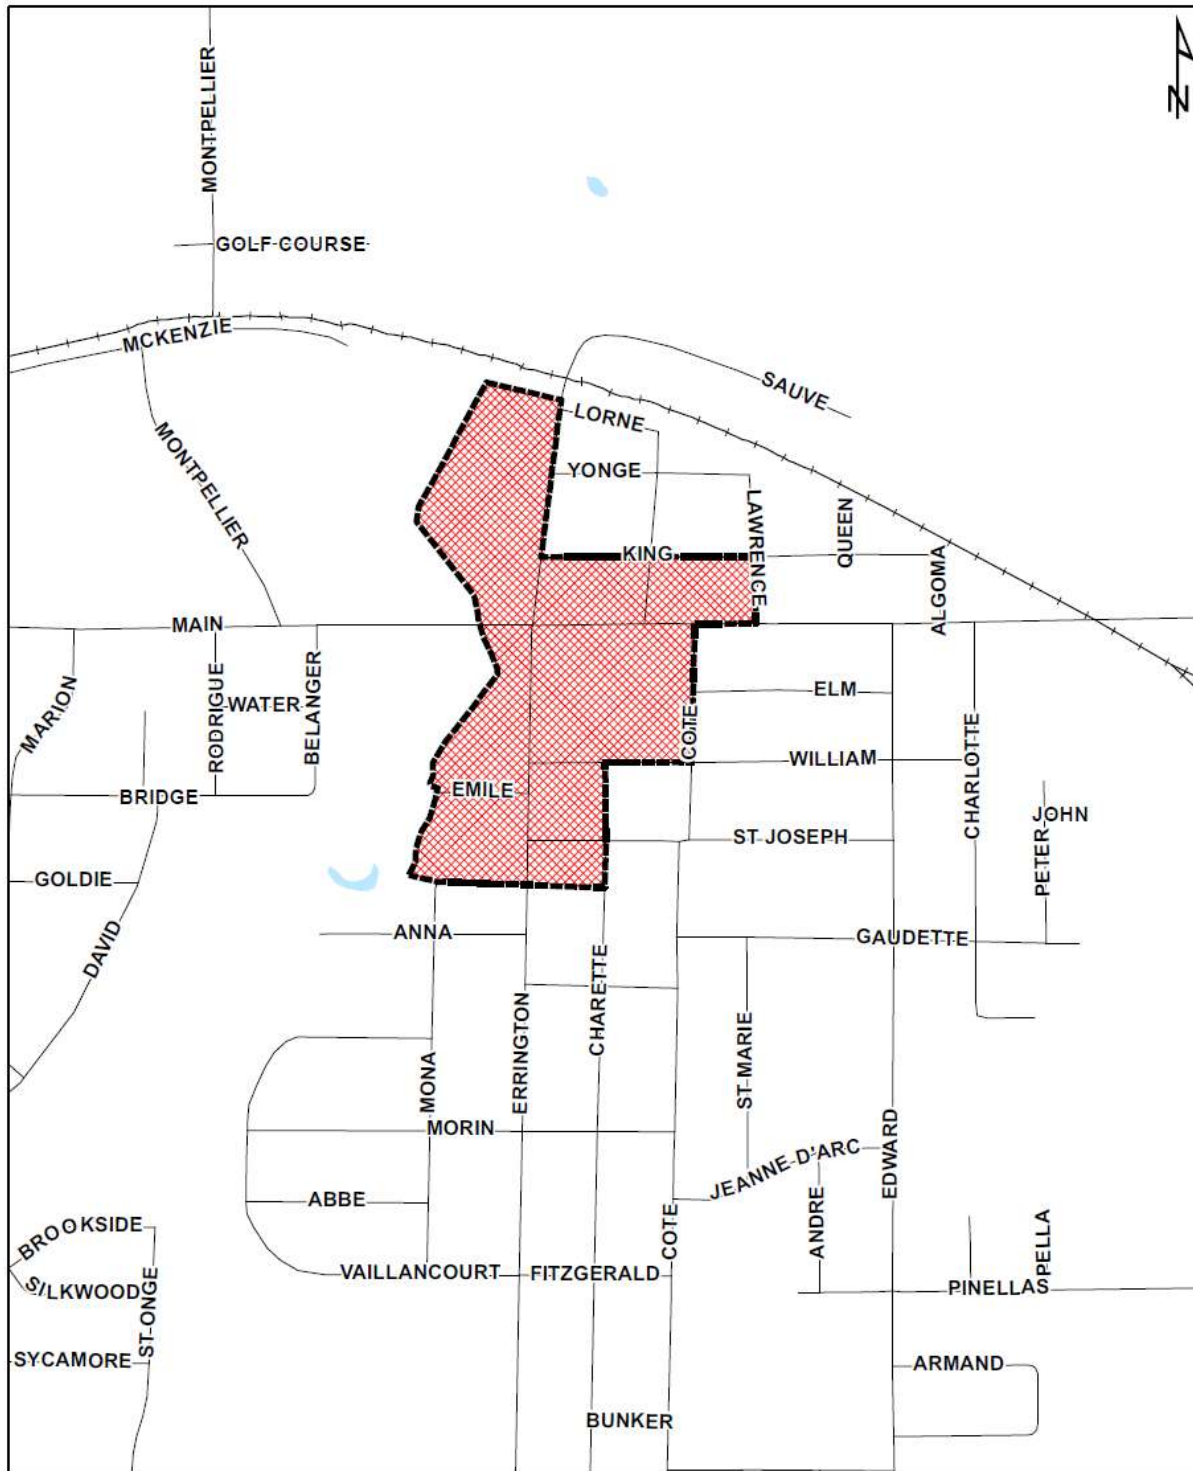 MONTPELLIER
N
GOLF-COURSE
MCKENZIE
SAUVE
LORNE
MONTPELLIER
YONGE
LAWRENCE
QUEEN
KING
ALGOMA
MAIN
MARION
RODRIGUE
WATER
BELANGER
ELM
COTE
WILLIAM
CHARLOTTE
BRIDGE
EMILE
JOHN
PETER
ST JOSEPH
GOLDIE
DAVID
ANNA
GAUDETTE
CHARETTE
ERRINGTON
ST-MARIE
MONA
MORIN
EDWARD
JEANNE-D'ARC
ABBE
ANDRE
COTE
PELLA
BROOKSIDE
SILKWOOD
ST-ONGE
VAILLANCOURT
FITZGERALD
PINELLAS
SYCAMORE
ARMAND
BUNKER